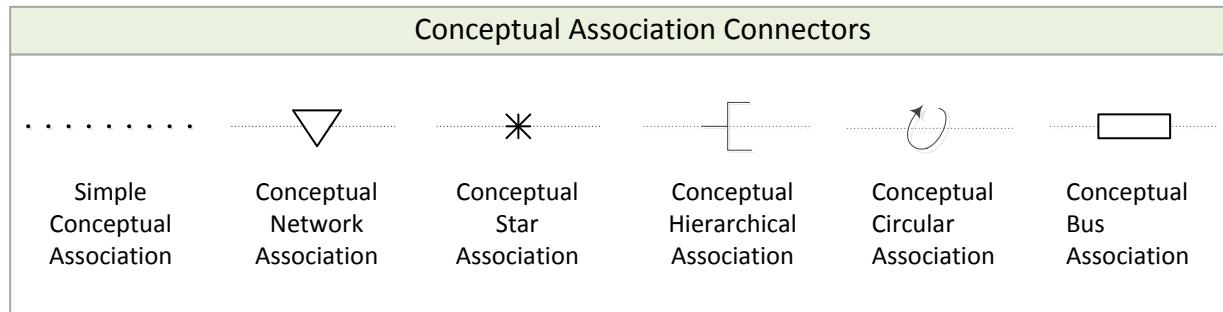 Conceptual Association Connectors
Simple
Conceptual
Association
Conceptual
Network
Association
Conceptual
Star
Association
Conceptual
Hierarchical
Association
Conceptual
Circular
Association
Conceptual
Bus
Association